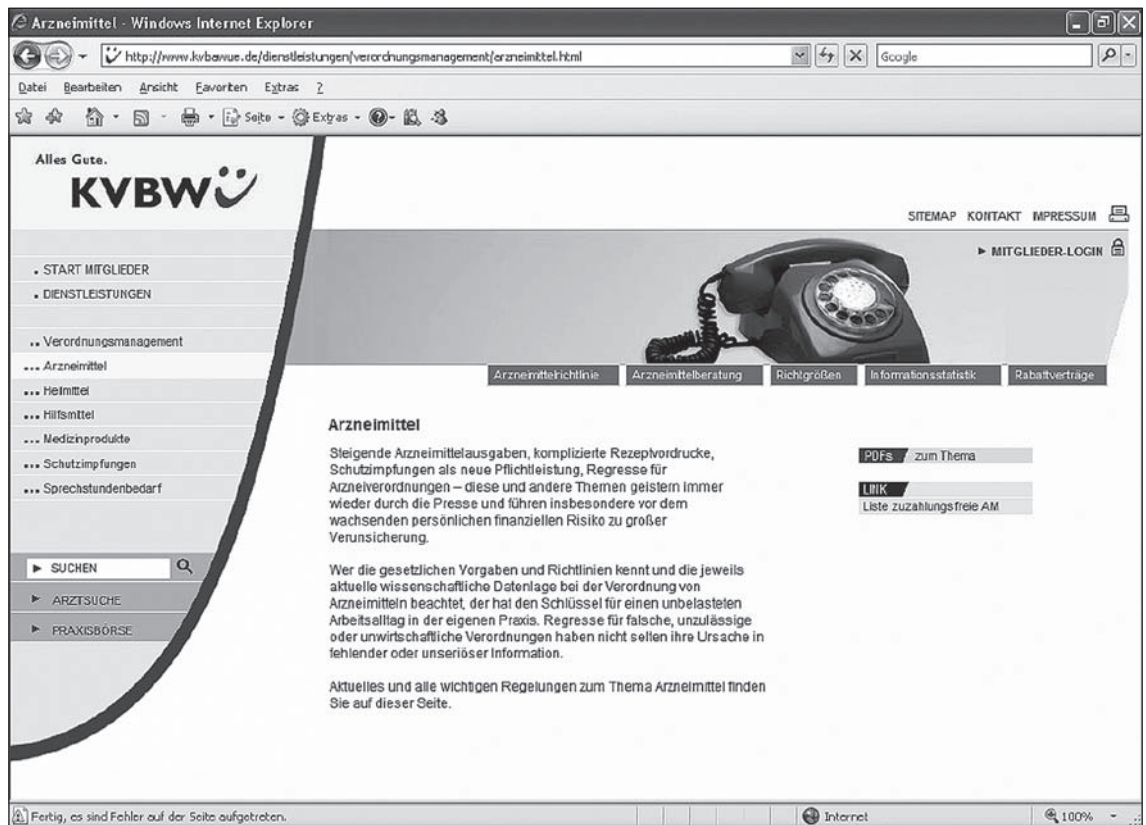 Arzneimittel - Windows Internet Explorer
http://www.kvbawue.de/dienstleistungen/verordnungsmanagement/arzneimittel.html
Google
Datei Bearbeiten Ansicht Favoriten Extras ?
Seite Extras
Alles Gute.
KVBW
SITEMAP KONTAKT IMPRESSUM
MITGLIEDER-LOGIN
START MITGLIEDER
DIENSTLEISTUNGEN
.. Verordnungsmanagement
... Arzneimittel
... Heilmittel
... Hilfsmittel
... Medizinprodukte
... Schutzimpfungen
... Sprechstundenbedarf
SUCHEN
ARZTSUCHE
PRAXISBÖRSE
Arzneimittelrichtlinie Arzneimittelberatung Richtgrößen Informationsstatistik Rabattverträge
Arzneimittel
Steigende Arzneimittelausgaben, komplizierte Rezeptvordrucke,
Schutzimpfungen als neue Pflichtleistung, Regresse für
Arzneiverordnungen – diese und andere Themen geistern immer
wieder durch die Presse und führen insbesondere vor dem
wachsenden persönlichen finanziellen Risiko zu großer
Verunsicherung.
Wer die gesetzlichen Vorgaben und Richtlinien kennt und die jeweils
aktuelle wissenschaftliche Datenlage bei der Verordnung von
Arzneimitteln beachtet, der hat den Schlüssel für einen unbelasteten
Arbeitsalltag in der eigenen Praxis. Regresse für falsche, unzulässige
oder unwirtschaftliche Verordnungen haben nicht selten ihre Ursache in
fehlender oder unseriöser Information.
Aktuelles und alle wichtigen Regelungen zum Thema Arzneimittel finden
Sie auf dieser Seite.
PDFs zum Thema
LINK
Liste zuzahlungsfreie AM
Fertig, es sind Fehler auf der Seite aufgetreten.
Internet
100%